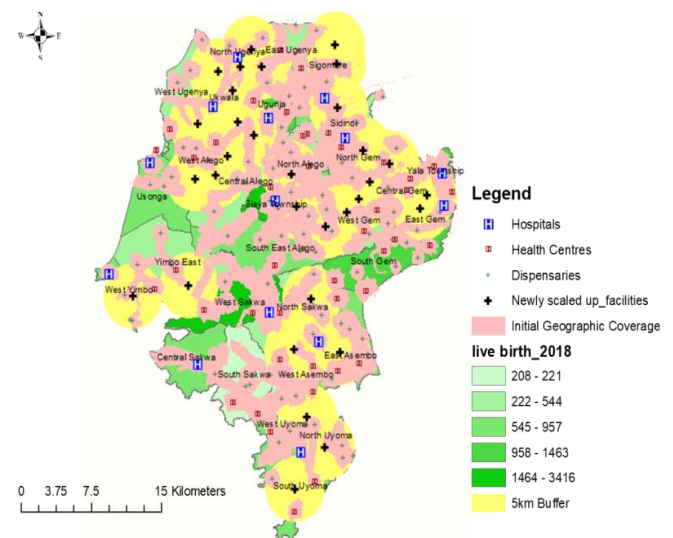 N
W E
S
North Ugenya East Ugenya
Sigomere
West Ugenya
Ukwala
Ugunja
Sidindi
West Alego
North Alego
North Gem
Yala Township
Central Alego
Central Gem
Usonga
Siaya Township
West Gem
East Gem
South East Alego
Yimbo East
South Gem
West Yimbo
West Sakwa
North Sakwa
Central Sakwa
East Asembo
South Sakwa
West Asembo
West Uyoma
North Uyoma
South Uyoma
0 3.75 7.5 15 Kilometers
Legend
H Hospitals
H Health Centres
Dispensaries
Newly scaled up_facilities
Initial Geographic Coverage
live birth_2018
208 - 221
222 - 544
545 - 957
958 - 1463
1464 - 3416
5km Buffer